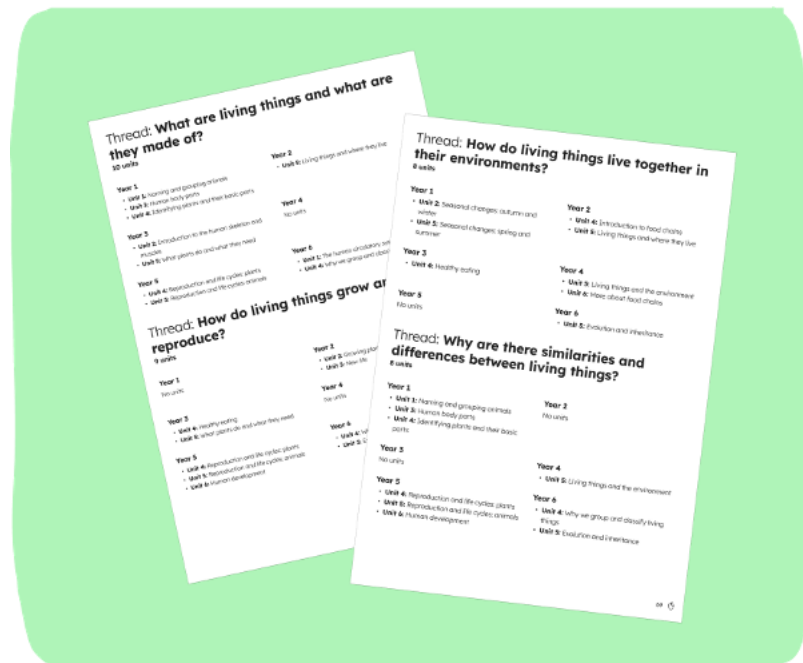 Thread: What are living things and what are
they made of?
10 units
Year 1
• Unit 1: Naming and grouping animals
• Unit 3: Human body parts
• Unit 4: Identifying plants and their basic parts
Year 2
• Unit 5: Living things and where they live
Year 3
• Unit 2: Introduction to the human skeleton and
muscles
• Unit 5: What plants do and what they need
Year 4
No units
Year 5
• Unit 4: Reproduction and life cycles: plants
• Unit 5: Reproduction and life cycles: animals
Year 6
• Unit 1: The human circulatory
• Unit 4: Why we group and
Thread: How do living things grow
reproduce?
9 units
Year 1
No units
Year 2
• Unit 2: Growing
• Unit 3: New life
Year 3
• Unit 4: Healthy eating
• Unit 5: What plants do and what they need
Year 4
No units
Year 5
• Unit 4: Reproduction and life cycles: plants
• Unit 5: Reproduction and life cycles: animals
• Unit 6: Human development
Year 6
• Unit 4:
• Unit 5:
Thread: How do living things live together in
their environments?
8 units
Year 1
• Unit 2: Seasonal changes: autumn and
winter
• Unit 5: Seasonal changes: spring and
summer
Year 2
• Unit 4: Introduction to food chains
• Unit 5: Living things and where they live
Year 3
• Unit 4: Healthy eating
Year 4
• Unit 5: Living things and the environment
• Unit 6: More about food chains
Year 5
No units
Year 6
• Unit 5: Evolution and inheritance
Thread: Why are there similarities and
differences between living things?
8 units
Year 1
• Unit 1: Naming and grouping animals
• Unit 3: Human body parts
• Unit 4: Identifying plants and their basic
parts
Year 2
No units
Year 3
No units
Year 4
• Unit 5: Living things and the environment
Year 5
• Unit 4: Reproduction and life cycles: plants
• Unit 5: Reproduction and life cycles: animals
• Unit 6: Human development
Year 6
• Unit 4: Why we group and classify living
things
• Unit 5: Evolution and inheritance